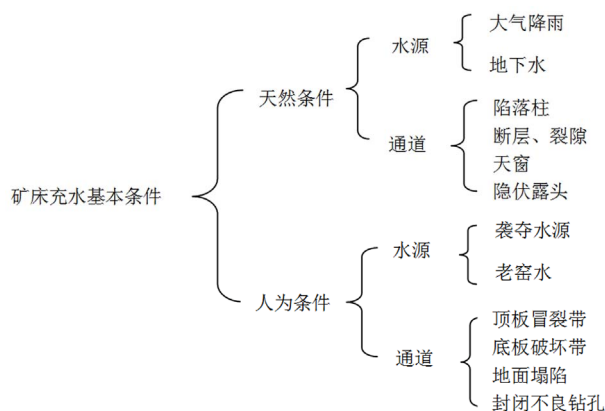 矿床充水基本条件
天然条件
水源
大气降雨
地下水
通道
陷落柱
断层、裂隙
天窗
隐伏露头
人为条件
水源
袭夺水源
老窑水
通道
顶板冒裂带
底板破坏带
地面塌陷
封闭不良钻孔